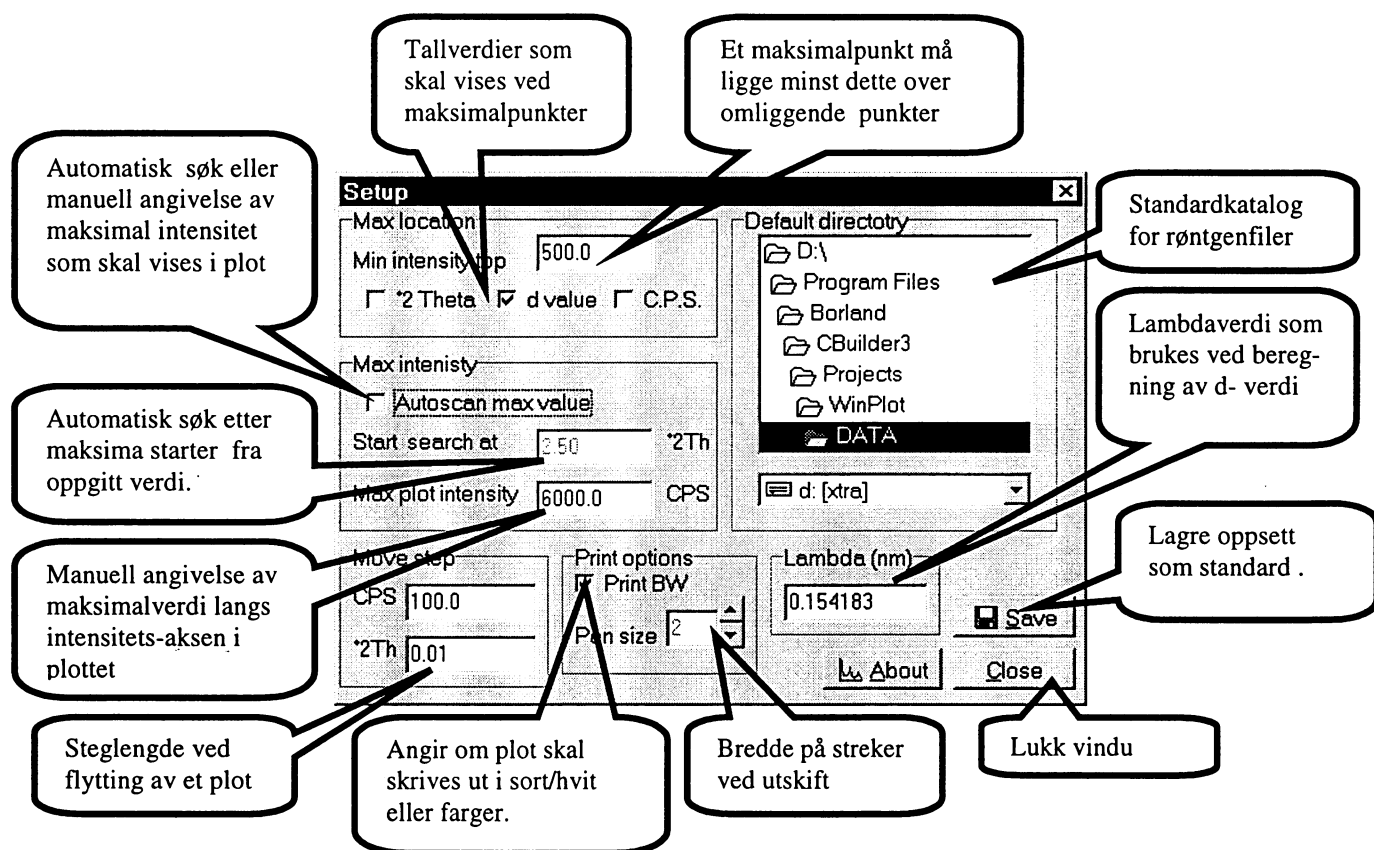 Tallverdier som
skal vises ved
maksimalpunkter
Et maksimalpunkt må
ligge minst dette over
omliggende punkter
Automatisk søk eller
manuell angivelse av
maksimal intensitet
som skal vises i plot
Automatisk søk etter
maksima starter fra
oppgitt verdi.
Manuell angivelse av
maksimalverdi langs
intensitets-aksen i
plottet
Steglengde ved
flytting av et plot
Setup
Max location
Min intensity top
500.0
*2 Theta
d value
C.P.S.
Max intenisty
Autoscan max value
Start search at
2.50
*2Th
Max plot intensity
6000.0
CPS
Move step
CPS
100.0
*2Th
0.01
Print options
Print BW
Pen size
2
Default directotry
D:\
Program Files
Borland
CBuilder3
Projects
WinPlot
DATA
d: [xtra]
Lambda (nm)
0.154183
Save
About
Close
Standardkatalog
for røntgenfiler
Lambdaverdi som
brukes ved bereg-
ning av d- verdi
Lagre oppsett
som standard .
Angir om plot skal
skrives ut i sort/hvit
eller farger.
Bredde på streker
ved utskift
Lukk vindu